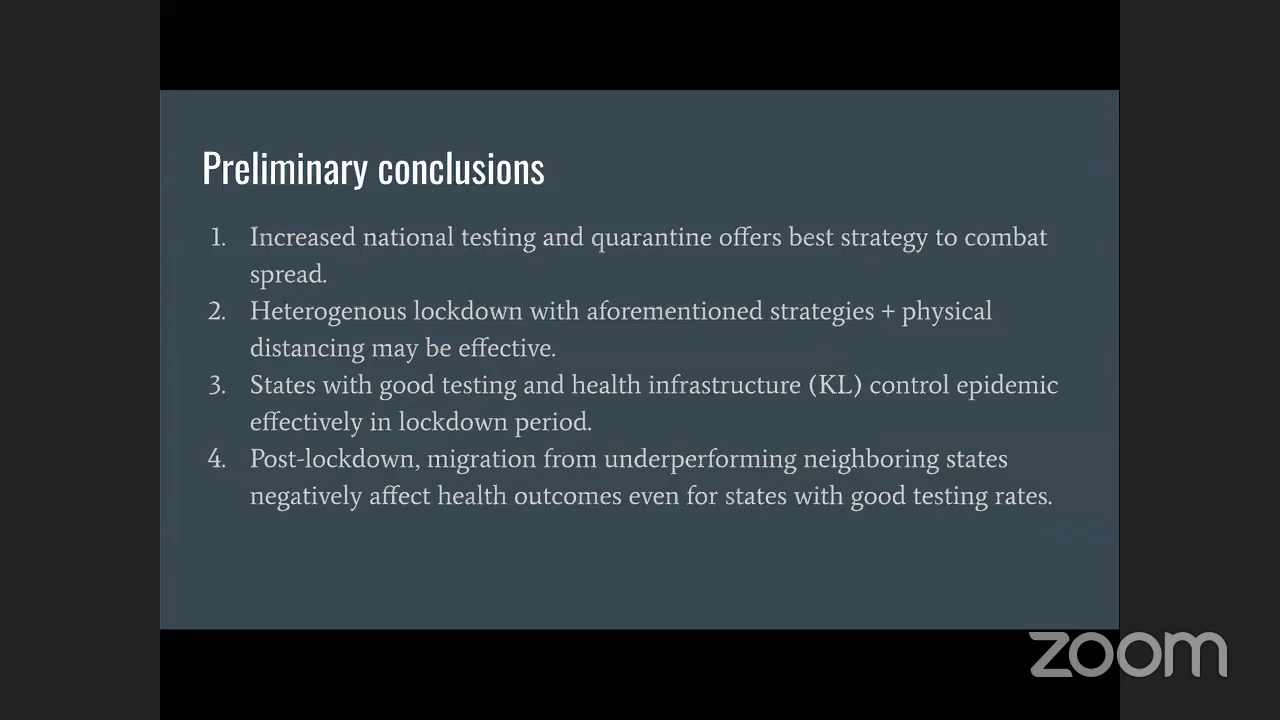 Preliminary conclusions
1. Increased national testing and quarantine offers best strategy to combat
spread.
2. Heterogenous lockdown with aforementioned strategies + physical
distancing may be effective.
3. States with good testing and health infrastructure (KL) control epidemic
effectively in lockdown period.
4. Post-lockdown, migration from underperforming neighboring states
negatively affect health outcomes even for states with good testing rates.
zoom